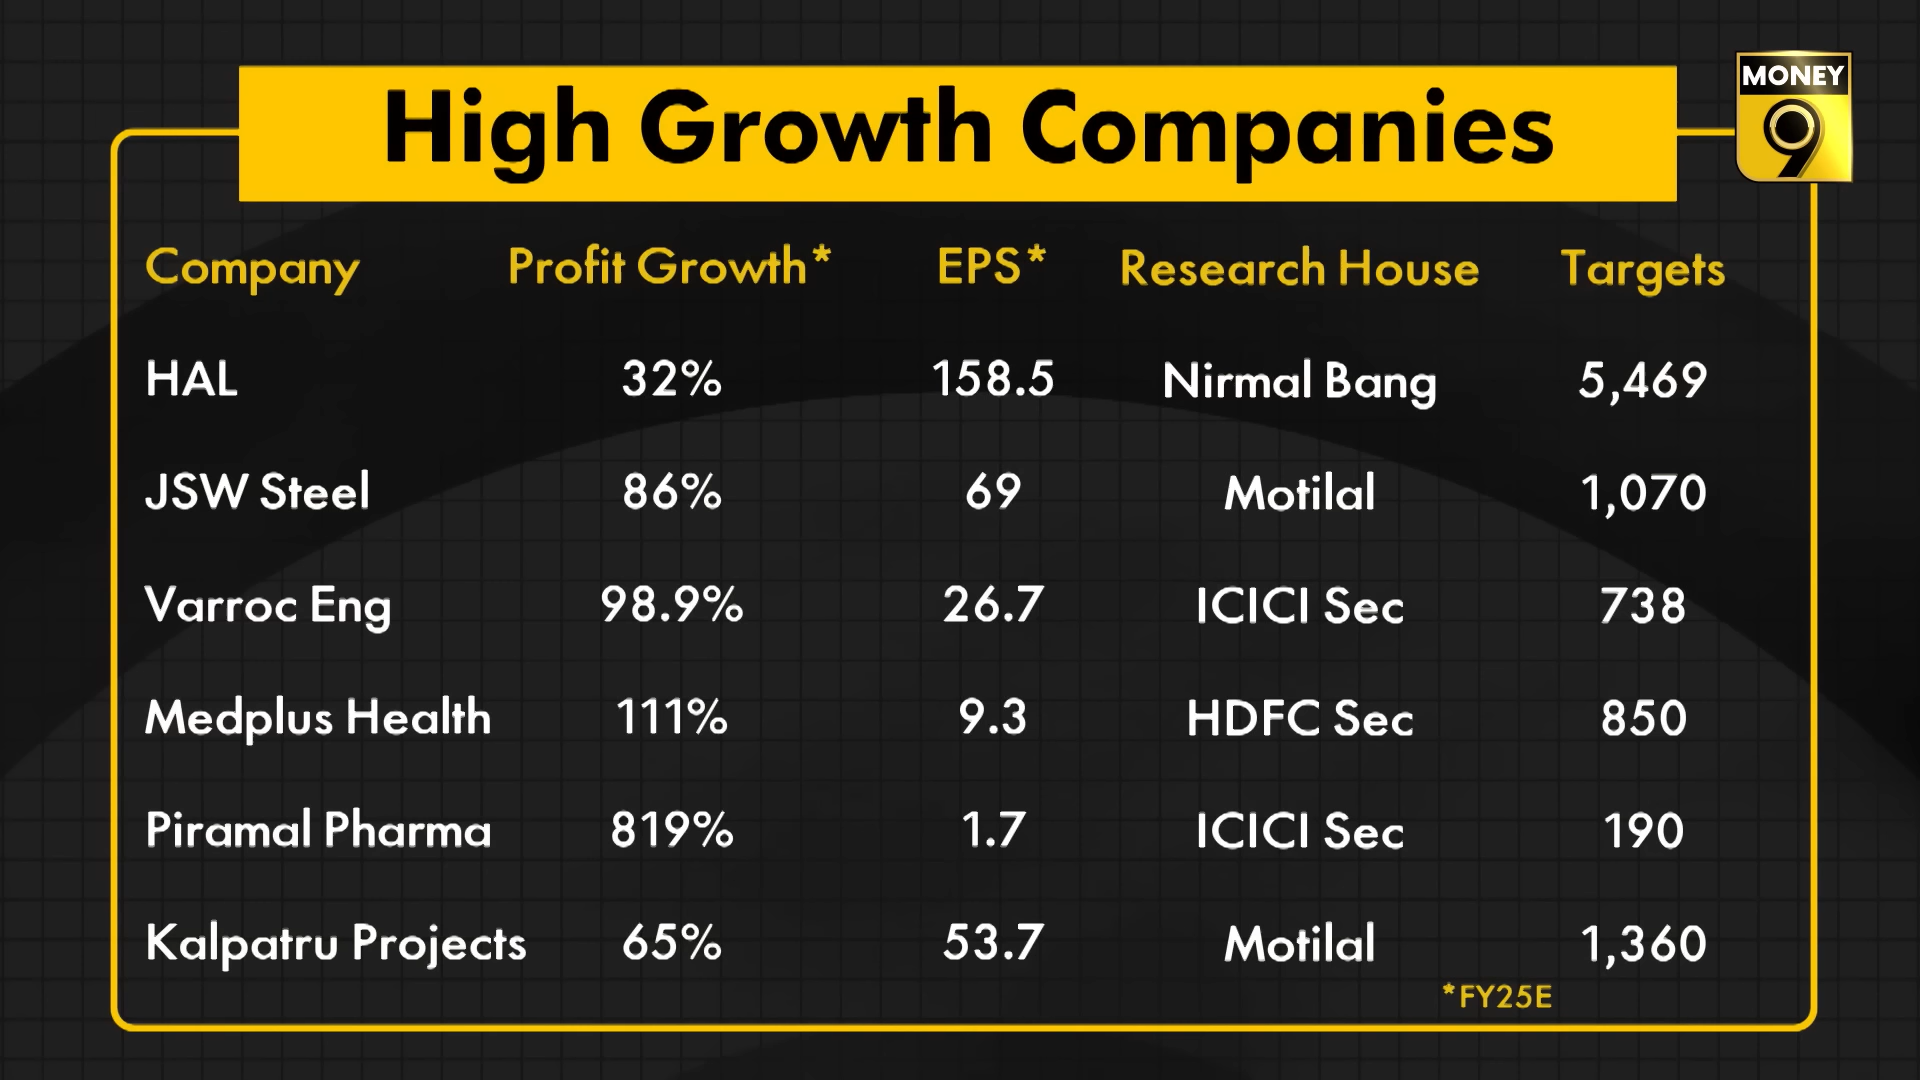 High Growth Companies
MONEY
9
Company Profit Growth* EPS* Research House Targets
HAL 32% 158.5 Nirmal Bang 5,469
JSW Steel 86% 69 Motilal 1,070
Varroc Eng 98.9% 26.7 ICICI Sec 738
Medplus Health 111% 9.3 HDFC Sec 850
Piramal Pharma 819% 1.7 ICICI Sec 190
Kalpatru Projects 65% 53.7 Motilal 1,360
*FY25E